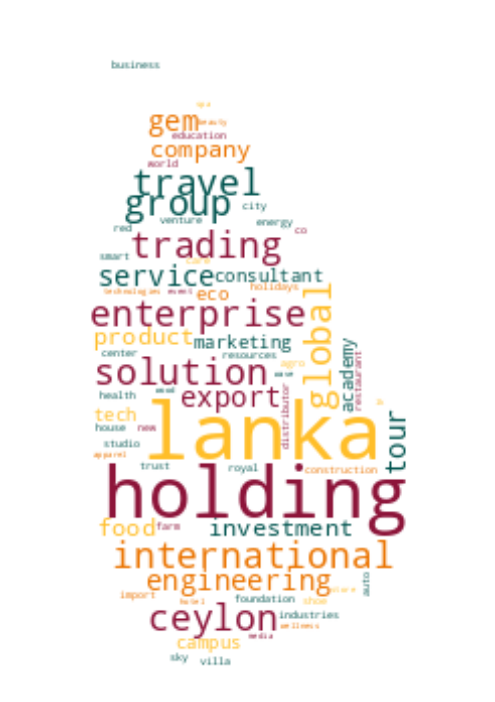 business
spa
gem beauty
education
company
world
travel
group city
venture energy
red co
trading
smart care
service consultant
technologies event eco holidays
enterprise global
product marketing
center resources
solution agro academy restaurant
ease
health wood export distributor
tech lanka tour
house new
studio
apparel
trust royal construction
holding
food farm investment
international
engineering store auto
import hotel foundation shoe
ceylon industries
wellness
campus media
sky villa